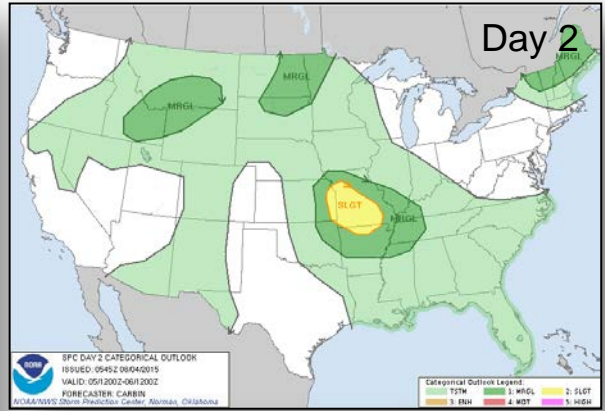 Day 2
MRGL
MRGL
MRGL
SLGT
MRGL
NOAA
SPC DAY 2 CATEGORICAL OUTLOOK
ISSUED: 0545Z 08/04/2015
VALID: 05/1200Z-06/1200Z
FORECASTER: CARBIN
NOAA/NWS Storm Prediction Center, Norman, Oklahoma
Categorical Outlook Legend:
TSTM 1: MRGL 2: SLGT
3: ENH 4: MDT 5: HIGH